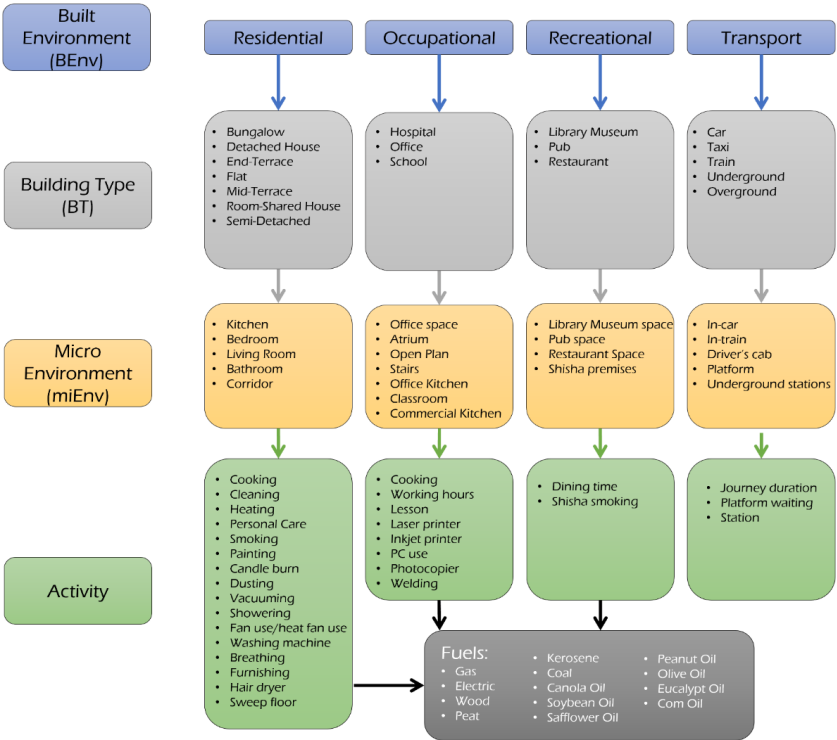 Built
Environment
(BEnv)
Residential
Occupational
Recreational
Transport
Building Type
(BT)
• Bungalow
• Detached House
• End-Terrace
• Flat
• Mid-Terrace
• Room-Shared House
• Semi-Detached
• Hospital
• Office
• School
• Library Museum
• Pub
• Restaurant
• Car
• Taxi
• Train
• Underground
• Overground
Micro
Environment
(miEnv)
• Kitchen
• Bedroom
• Living Room
• Bathroom
• Corridor
• Office space
• Atrium
• Open Plan
• Stairs
• Office Kitchen
• Classroom
• Commercial Kitchen
• Library Museum space
• Pub space
• Restaurant Space
• Shisha premises
• In-car
• In-train
• Driver's cab
• Platform
• Underground stations
Activity
• Cooking
• Cleaning
• Heating
• Personal Care
• Smoking
• Painting
• Candle burn
• Dusting
• Vacuuming
• Showering
• Fan use/heat fan use
• Washing machine
• Breathing
• Furnishing
• Hair dryer
• Sweep floor
• Cooking
• Working hours
• Lesson
• Laser printer
• Inkjet printer
• PC use
• Photocopier
• Welding
• Dining time
• Shisha smoking
• Journey duration
• Platform waiting
• Station
Fuels:
• Gas
• Electric
• Wood
• Peat
• Kerosene
• Coal
• Canola Oil
• Soybean Oil
• Safflower Oil
• Peanut Oil
• Olive Oil
• Eucalypt Oil
• Com Oil